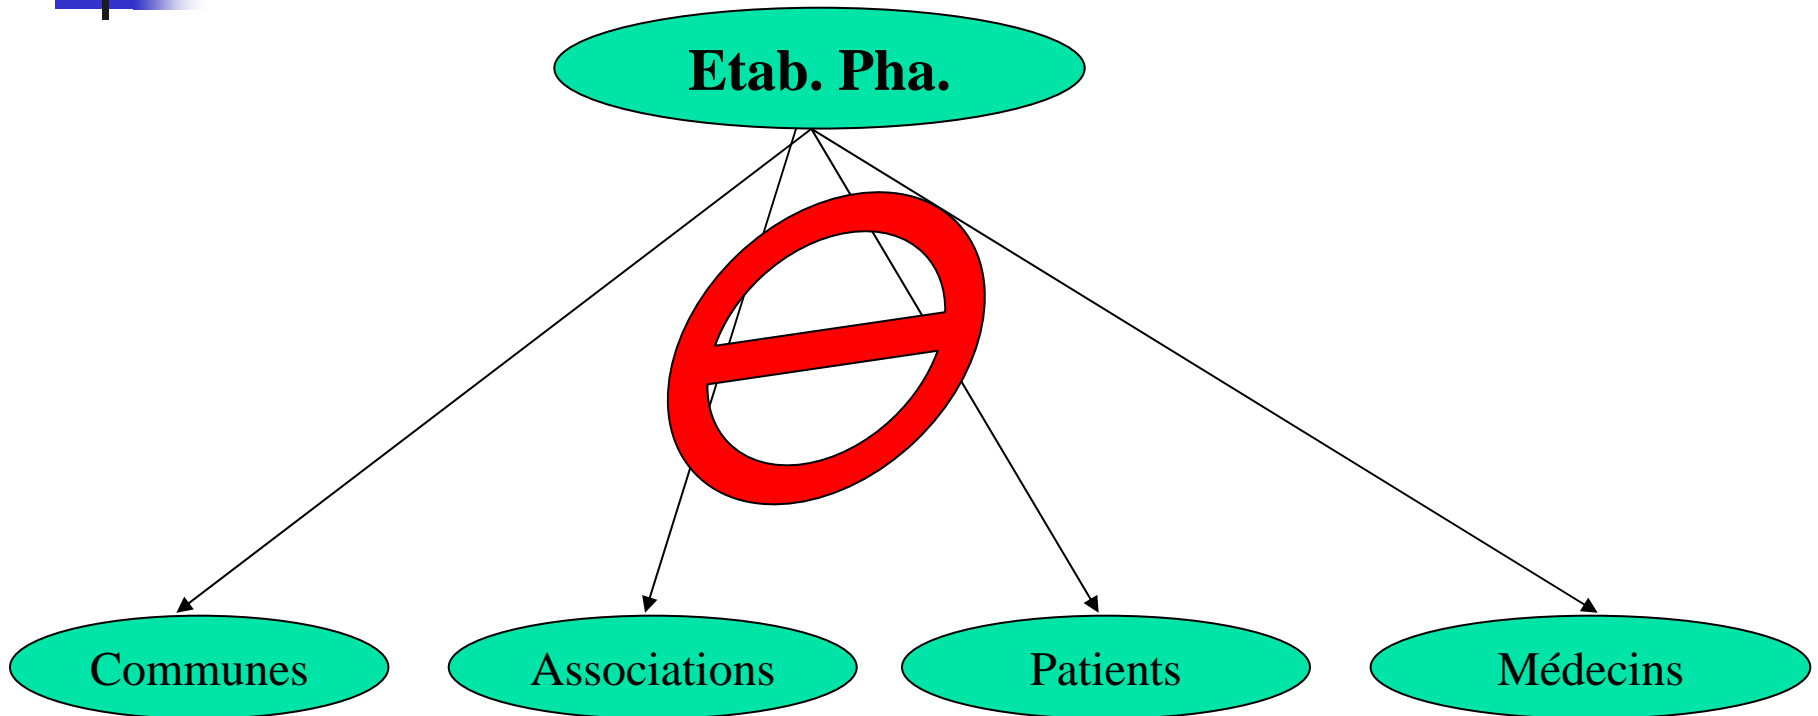 Etab. Pha.
Communes
Associations
Patients
Médecins